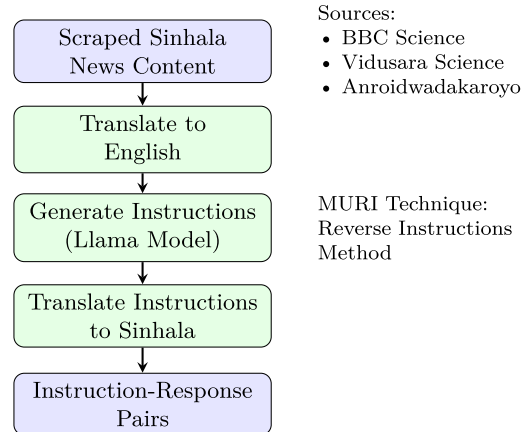 Scraped Sinhala
News Content
Sources:
• BBC Science
• Vidusara Science
• Anroidwadakaroyo
Translate to
English
Generate Instructions
(Llama Model)
MURI Technique:
Reverse Instructions
Method
Translate Instructions
to Sinhala
Instruction-Response
Pairs